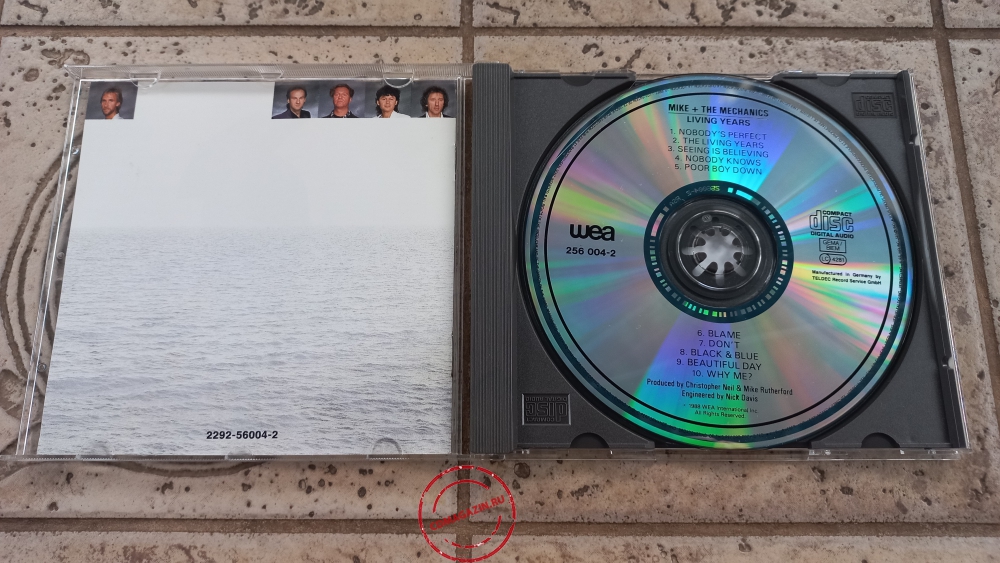 2292-56004-2
MIKE + THE MECHANICS
LIVING YEARS
1. NOBODY'S PERFECT
2. THE LIVING YEARS
3. SEEING IS BELIEVING
4. NOBODY KNOWS
5. POOR BOY DOWN
wea
256 004-2
COMPACT
disc
DIGITAL AUDIO
GEMA/
BIEM
LC 4281
Manufactured in Germany by
TELDEC Record Service GmbH
6. BLAME
7. DON'T
8. BLACK & BLUE
9. BEAUTIFUL DAY
10. WHY ME?
Produced by Christopher Neil & Mike Rutherford
Engineered by Nick Davis
1988 WEA International Inc.
All Rights Reserved
disc